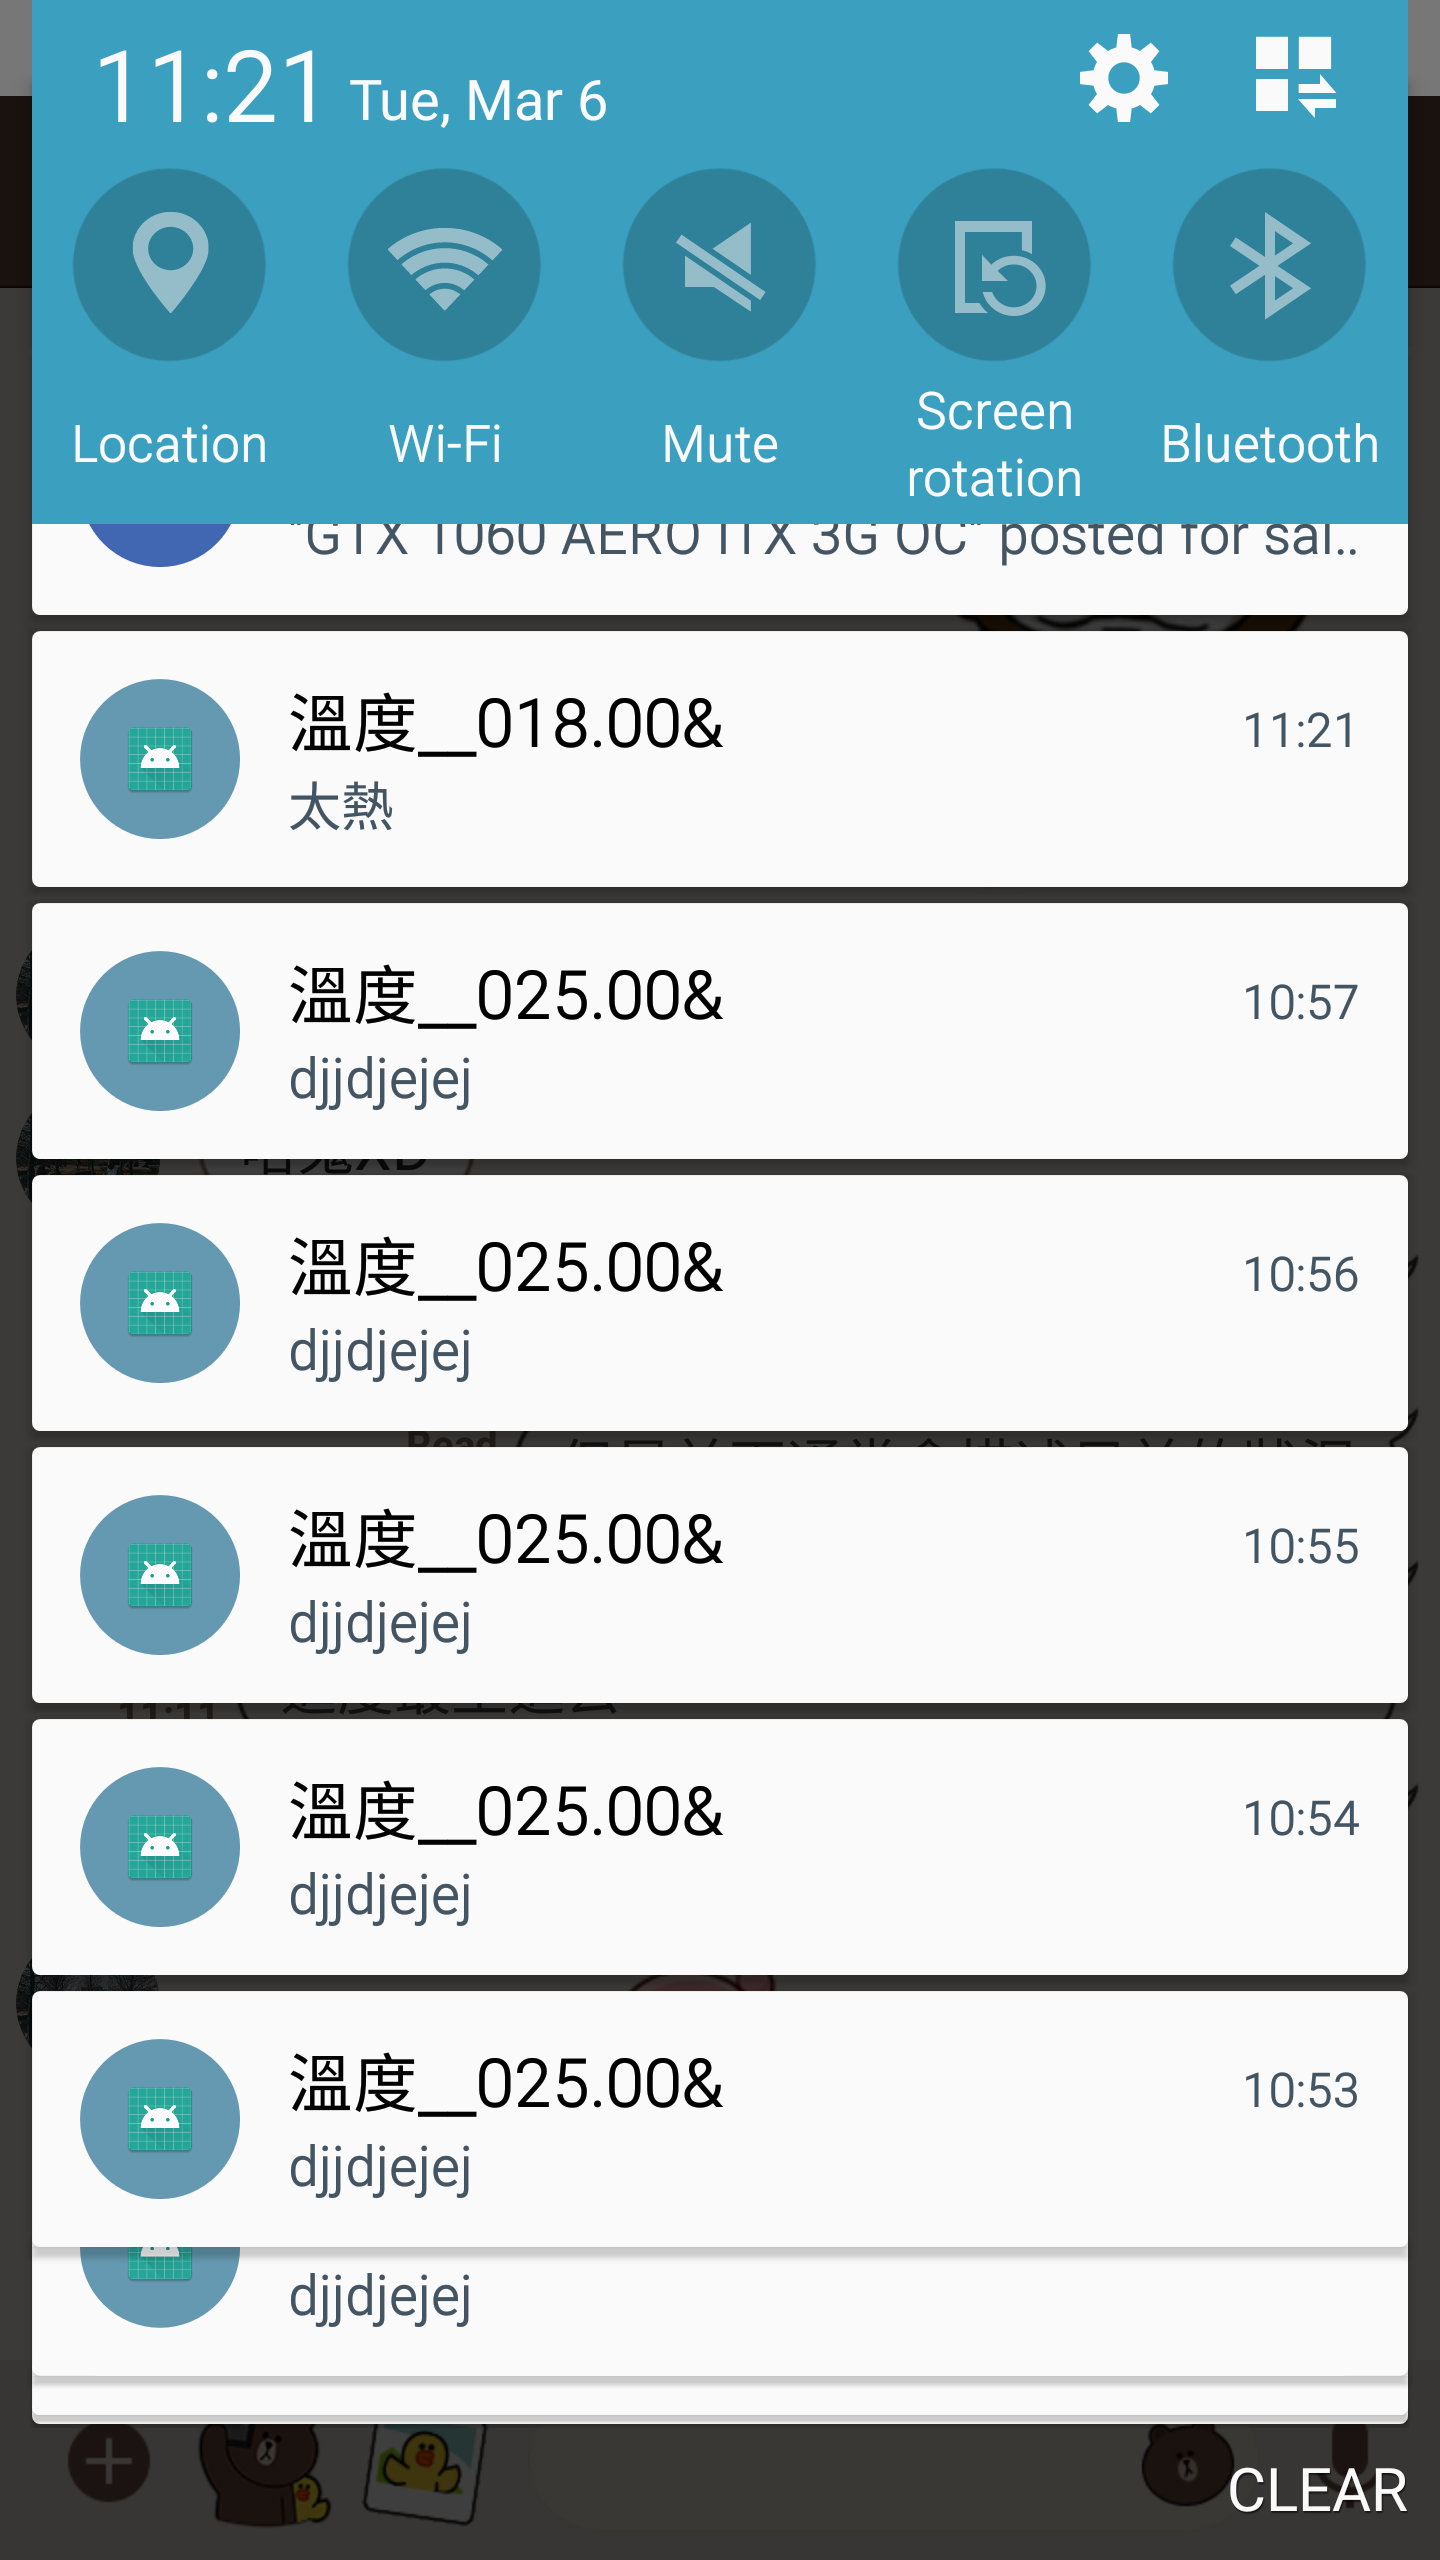 11:21 Tue, Mar 6
Location
Wi-Fi
Mute
Screen
rotation
Bluetooth
"GTX 1060 AERO ITX 3G OC" posted for sal..
溫度__018.00&
11:21
太熱
溫度__025.00&
10:57
djjdjejej
溫度__025.00&
10:56
djjdjejej
Read
溫度__025.00&
10:55
djjdjejej
11:11
溫度__025.00&
10:54
djjdjejej
溫度__025.00&
10:53
djjdjejej
djjdjejej
CLEAR